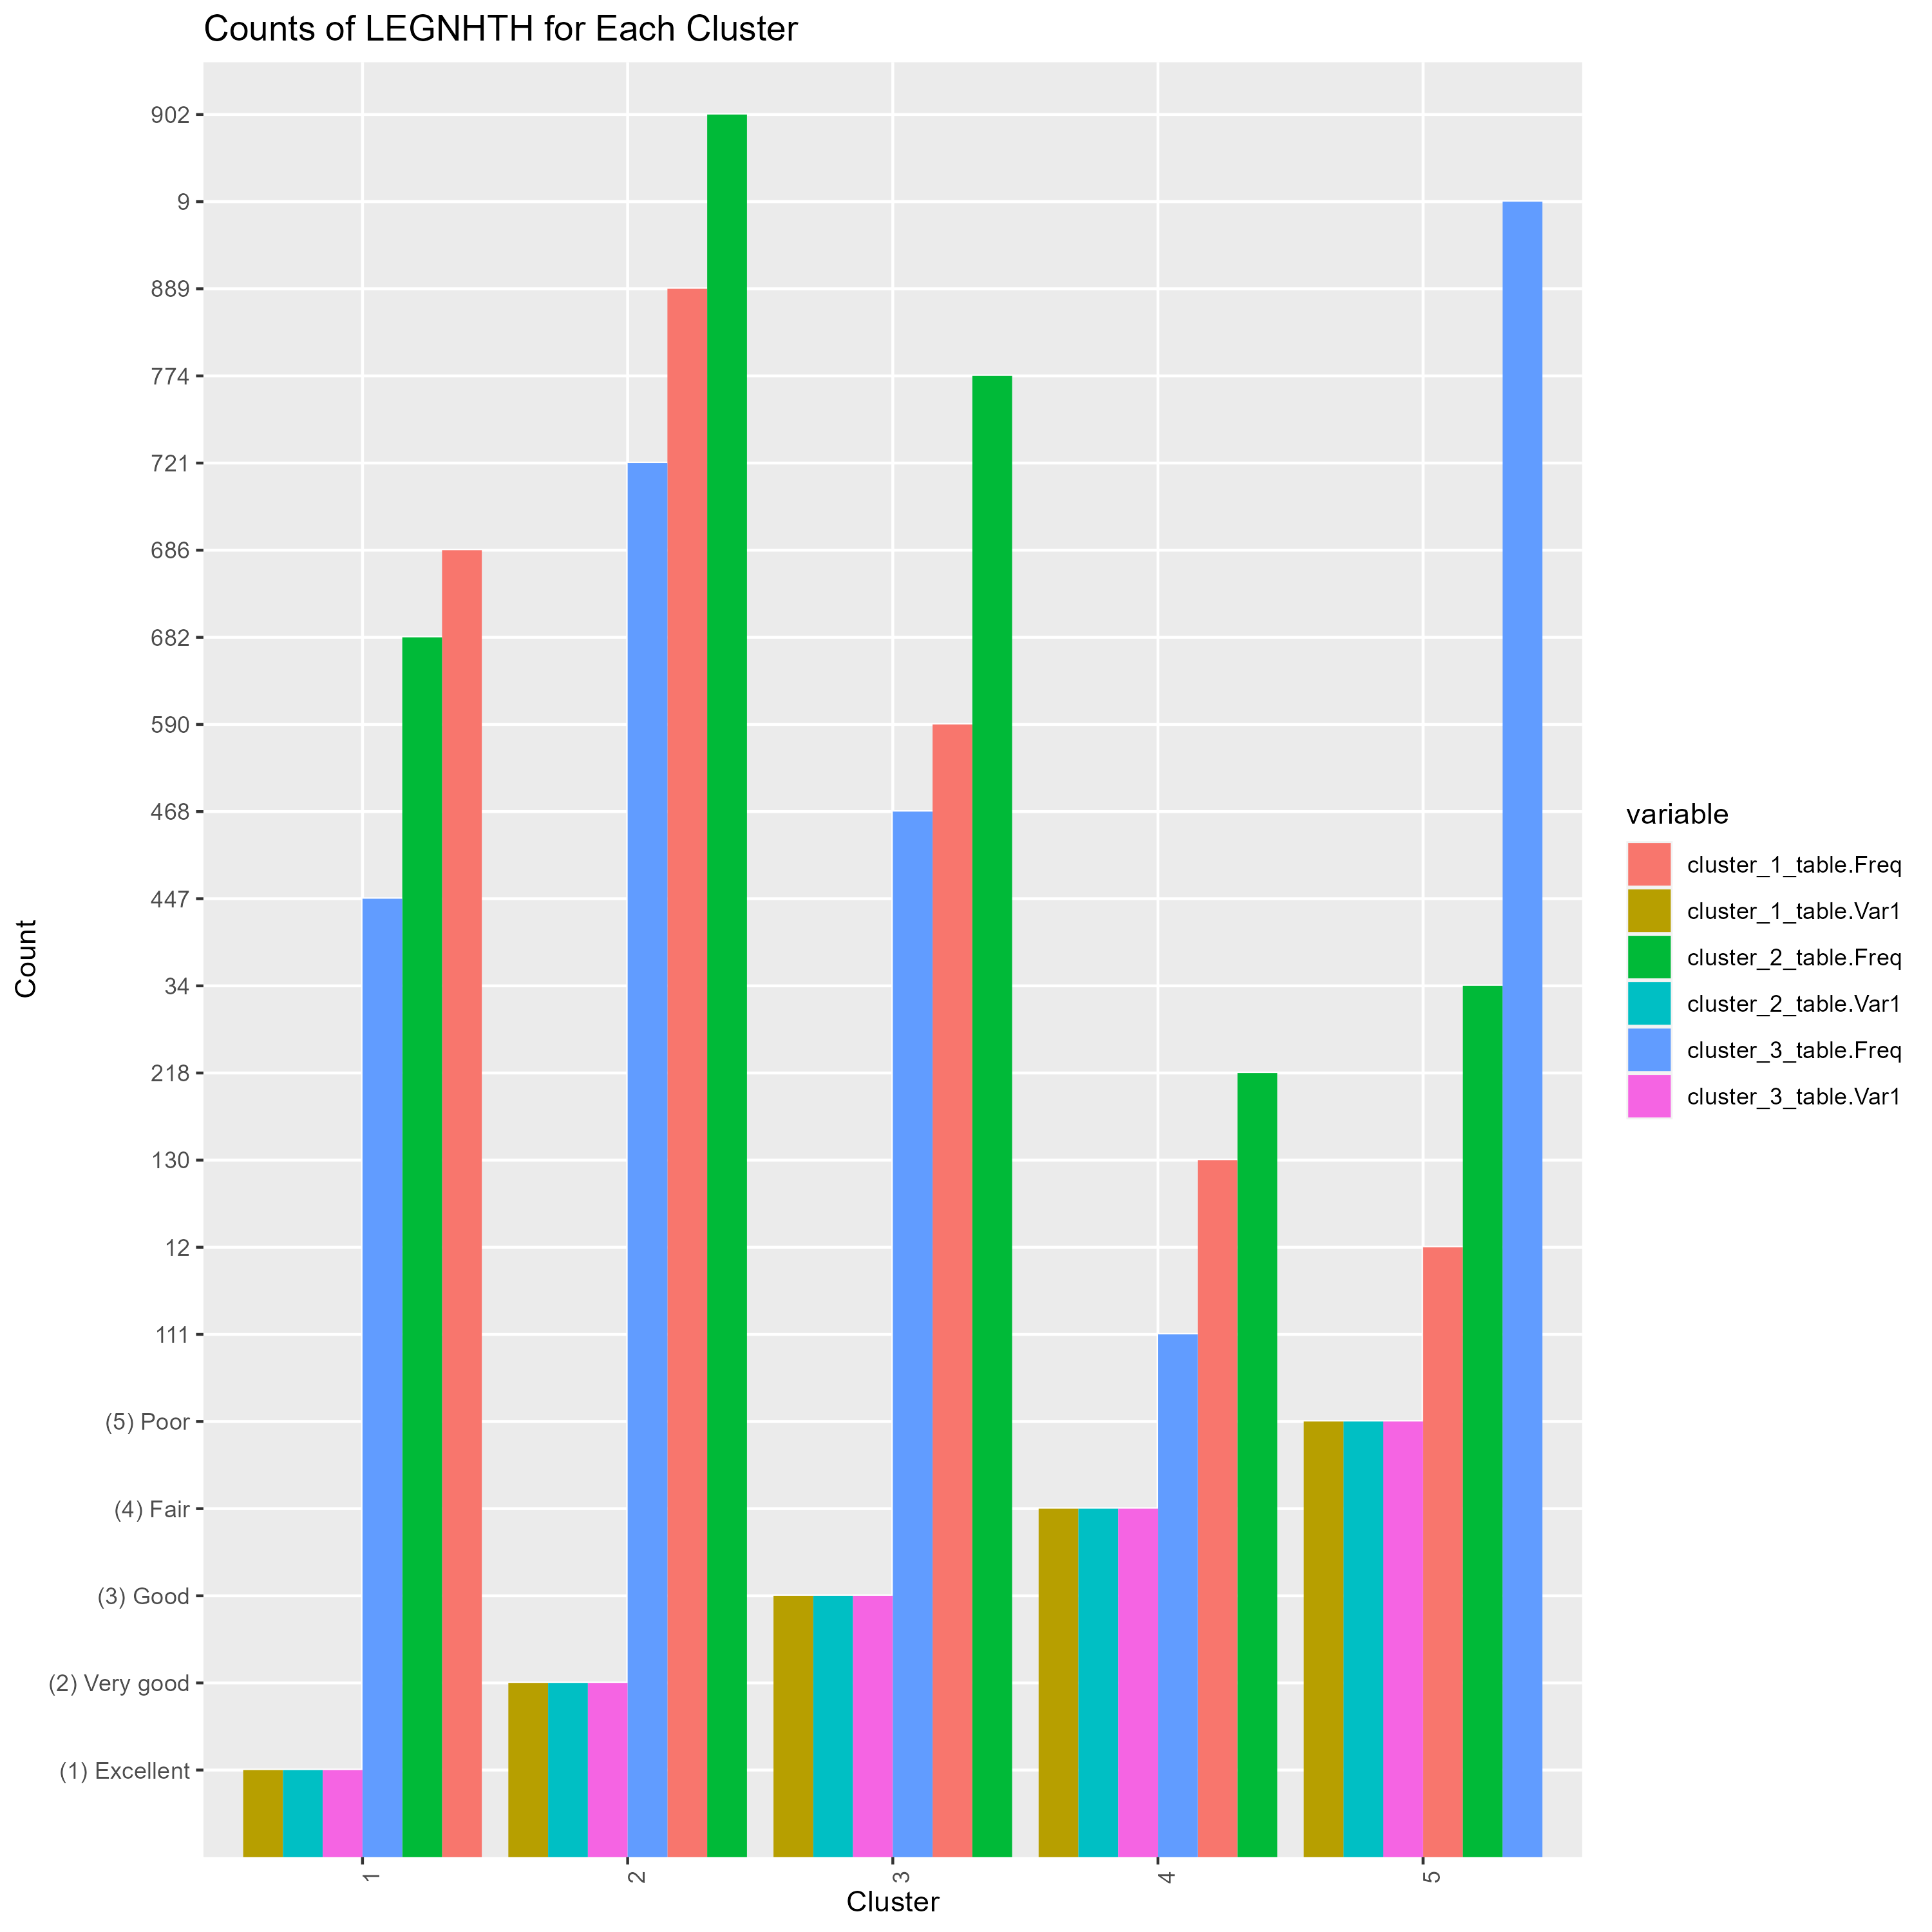 Counts of LEGNHTH for Each Cluster
902
9
889
774
721
686
682
590
468
447
34
218
130
12
111
(5) Poor
(4) Fair
(3) Good
(2) Very good
(1) Excellent
Count
1
2
3
4
5
Cluster
variable
cluster_1_table.Freq
cluster_1_table.Var1
cluster_2_table.Freq
cluster_2_table.Var1
cluster_3_table.Freq
cluster_3_table.Var1